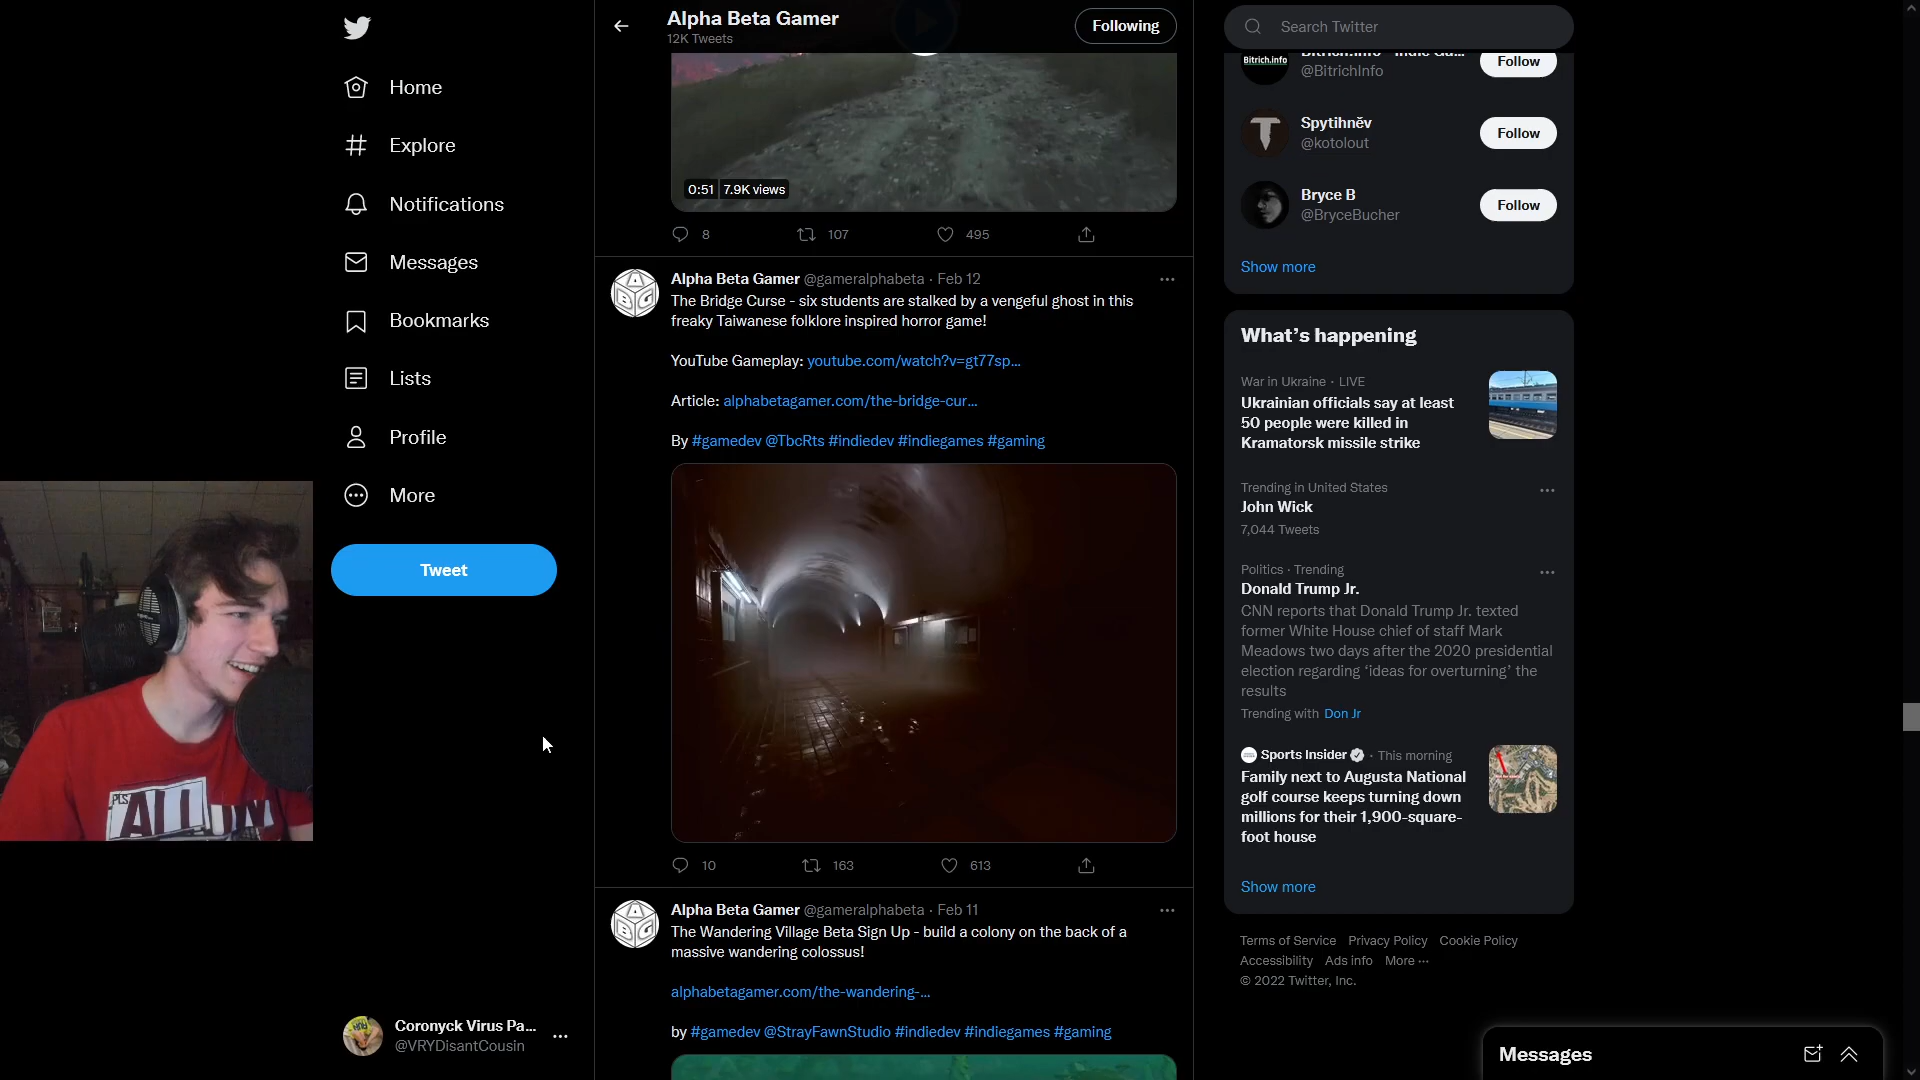 Home
Explore
Notifications
Messages
Bookmarks
Lists
Profile
More
Tweet
Coronyck Virus Pa...
@VRYDisantCousin
Alpha Beta Gamer
12K Tweets
Following
0:51 7.9K views
8 107 495
Alpha Beta Gamer @gameralphabeta · Feb 12
The Bridge Curse - six students are stalked by a vengeful ghost in this
freaky Taiwanese folklore inspired horror game!
YouTube Gameplay: youtube.com/watch?v=gt77sp...
Article: alphabetagamer.com/the-bridge-cur...
By #gamedev @TbcRts #indiedev #indiegames #gaming
10 163 613
Alpha Beta Gamer @gameralphabeta · Feb 11
The Wandering Village Beta Sign Up - build a colony on the back of a
massive wandering colossus!
alphabetagamer.com/the-wandering-...
by #gamedev @StrayFawnStudio #indiedev #indiegames #gaming
Search Twitter
Bitrich.info
@BitrichInfo
Follow
Spytihněv
@kotolout
Follow
Bryce B
@BryceBucher
Follow
Show more
What's happening
War in Ukraine · LIVE
Ukrainian officials say at least
50 people were killed in
Kramatorsk missile strike
Trending in United States
John Wick
7,044 Tweets
Politics · Trending
Donald Trump Jr.
CNN reports that Donald Trump Jr. texted
former White House chief of staff Mark
Meadows two days after the 2020 presidential
election regarding 'ideas for overturning' the
results
Trending with Don Jr
Sports Insider · This morning
Family next to Augusta National
golf course keeps turning down
millions for their 1,900-square-
foot house
Show more
Terms of Service Privacy Policy Cookie Policy
Accessibility Ads info More ···
© 2022 Twitter, Inc.
Messages